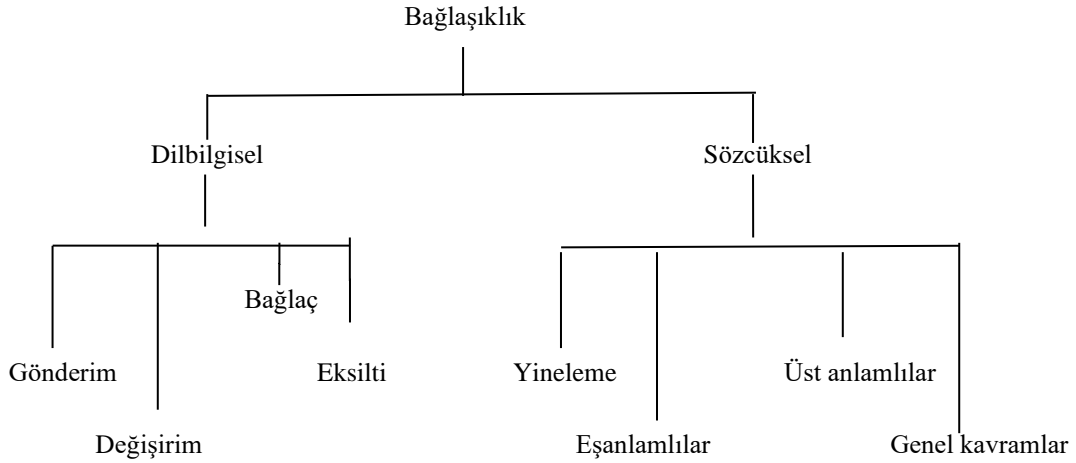 Bağlaşıklık
Dilbilgisel Sözcüksel
Bağlaç
Gönderim Eksilti Yineleme Üst anlamlılar
Değişirim Eşanlamlılar Genel kavramlar